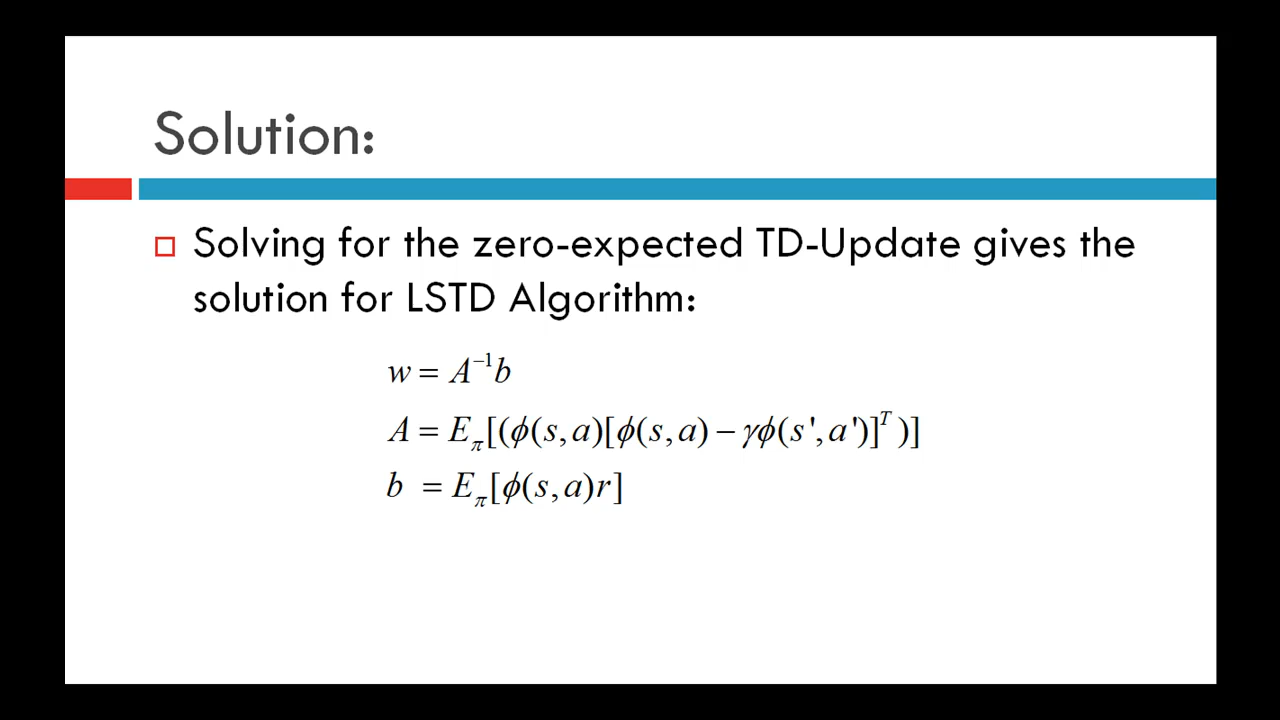 Solution:
Solving for the zero-expected TD-Update gives the
solution for LSTD Algorithm:
w = A⁻¹b
A = E_π[(ϕ(s,a)[ϕ(s,a) − γϕ(s',a')]ᵀ)]
b = E_π[ϕ(s,a)r]